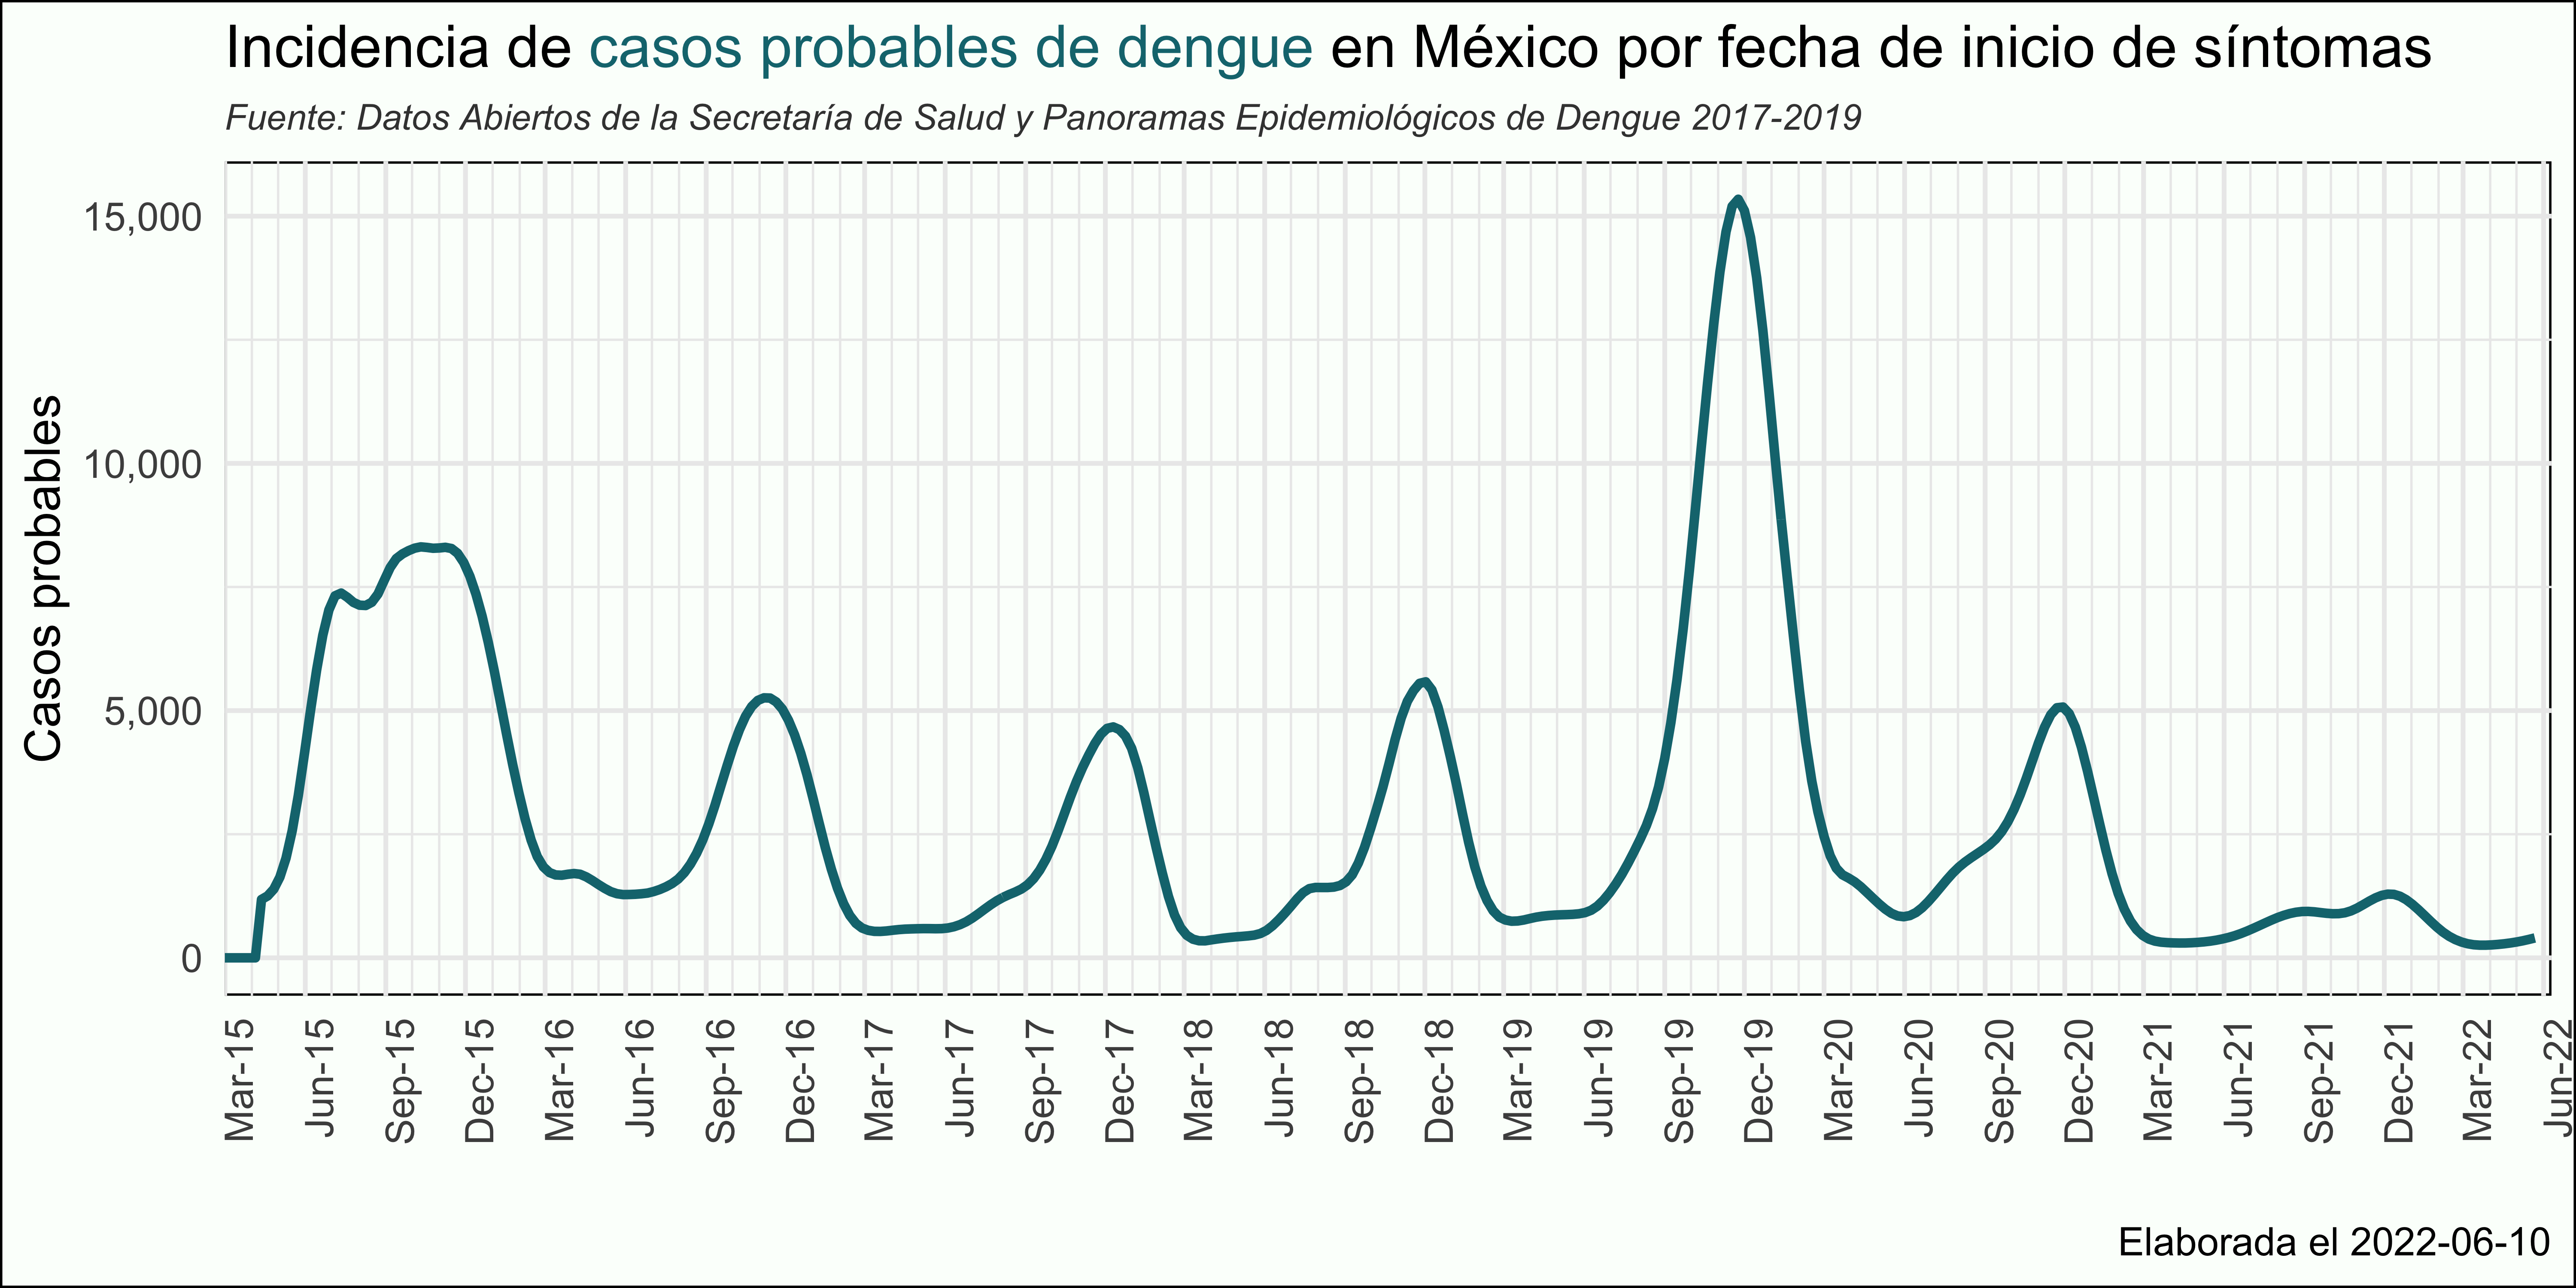 Incidencia de casos probables de dengue en México por fecha de inicio de síntomas
Fuente: Datos Abiertos de la Secretaría de Salud y Panoramas Epidemiológicos de Dengue 2017-2019
Casos probables
15,000
10,000
5,000
0
Mar-15
Jun-15
Sep-15
Dec-15
Mar-16
Jun-16
Sep-16
Dec-16
Mar-17
Jun-17
Sep-17
Dec-17
Mar-18
Jun-18
Sep-18
Dec-18
Mar-19
Jun-19
Sep-19
Dec-19
Mar-20
Jun-20
Sep-20
Dec-20
Mar-21
Jun-21
Sep-21
Dec-21
Mar-22
Jun-22
Elaborada el 2022-06-10